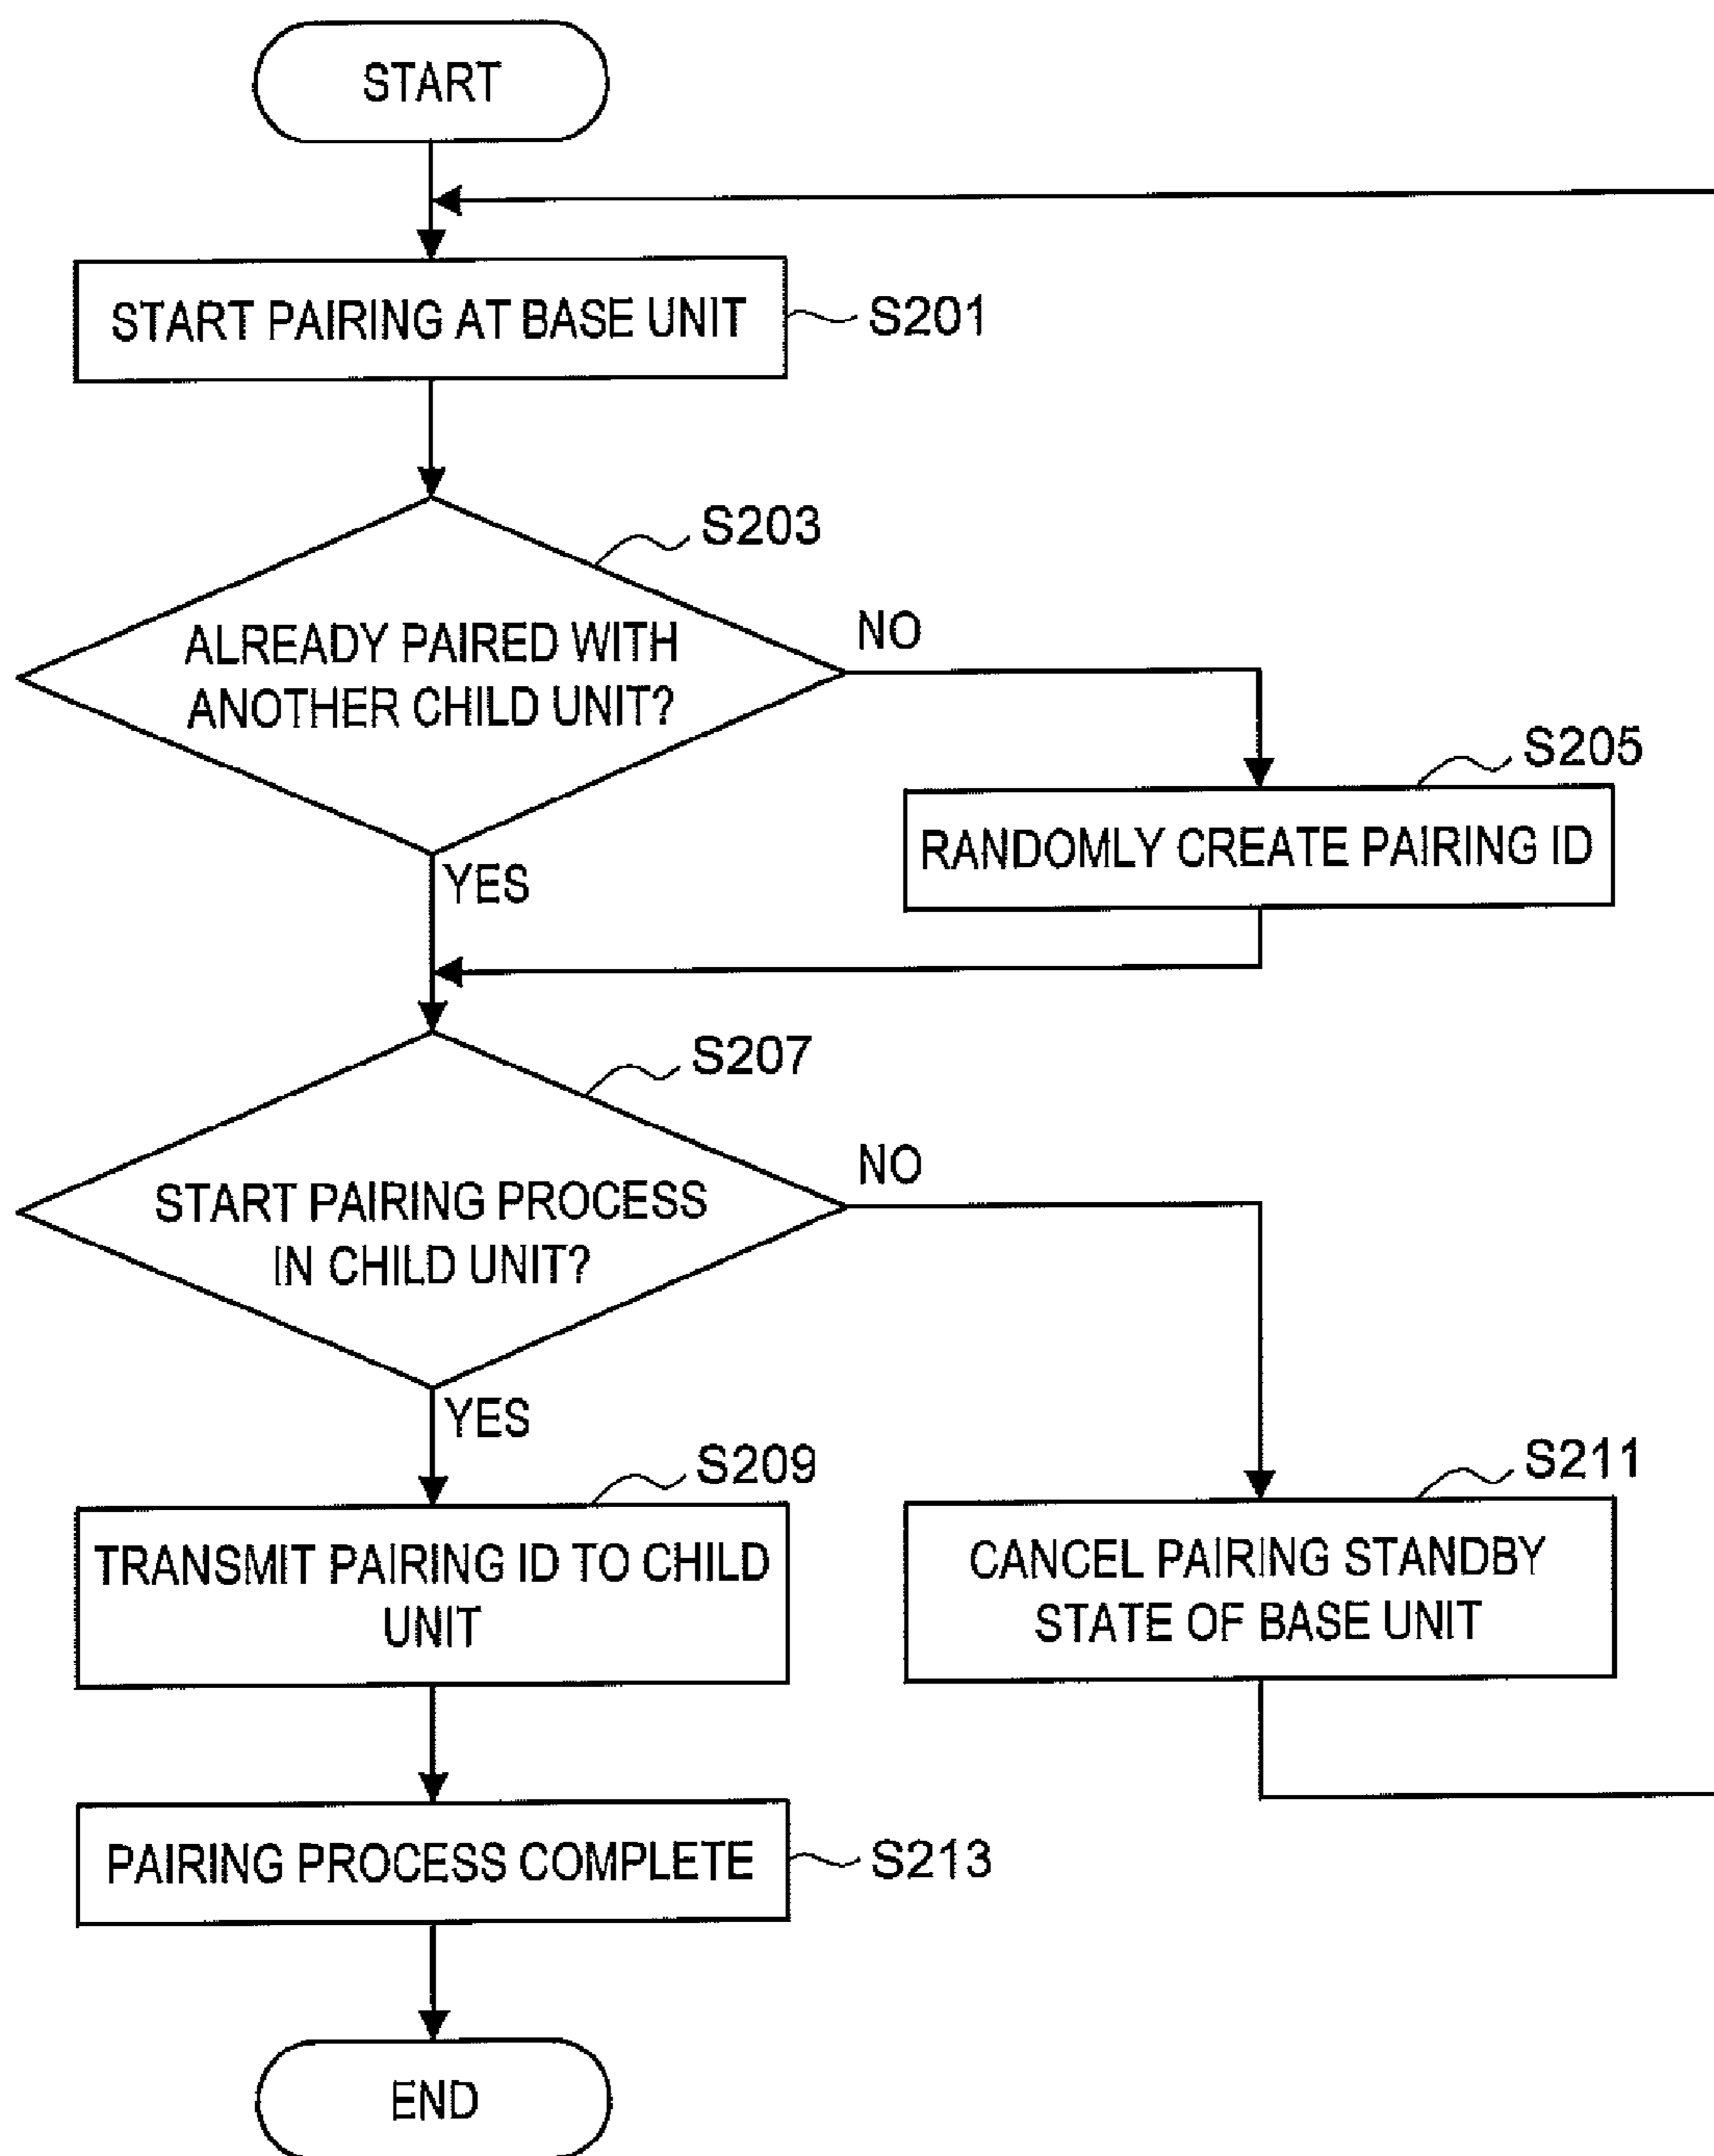 START
START PAIRING AT BASE UNIT
S201
S203
ALREADY PAIRED WITH
ANOTHER CHILD UNIT?
NO
YES
S205
RANDOMLY CREATE PAIRING ID
S207
START PAIRING PROCESS
IN CHILD UNIT?
NO
YES
S209
TRANSMIT PAIRING ID TO CHILD
UNIT
S211
CANCEL PAIRING STANDBY
STATE OF BASE UNIT
PAIRING PROCESS COMPLETE
S213
END